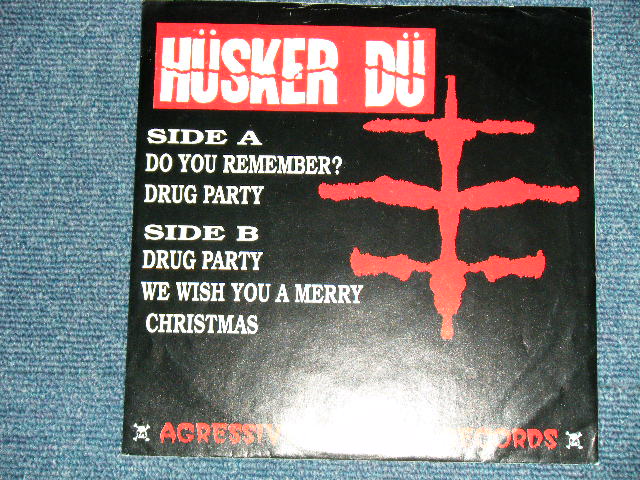 HÜSKER DÜ
SIDE A
DO YOU REMEMBER?
DRUG PARTY
SIDE B
DRUG PARTY
WE WISH YOU A MERRY
CHRISTMAS